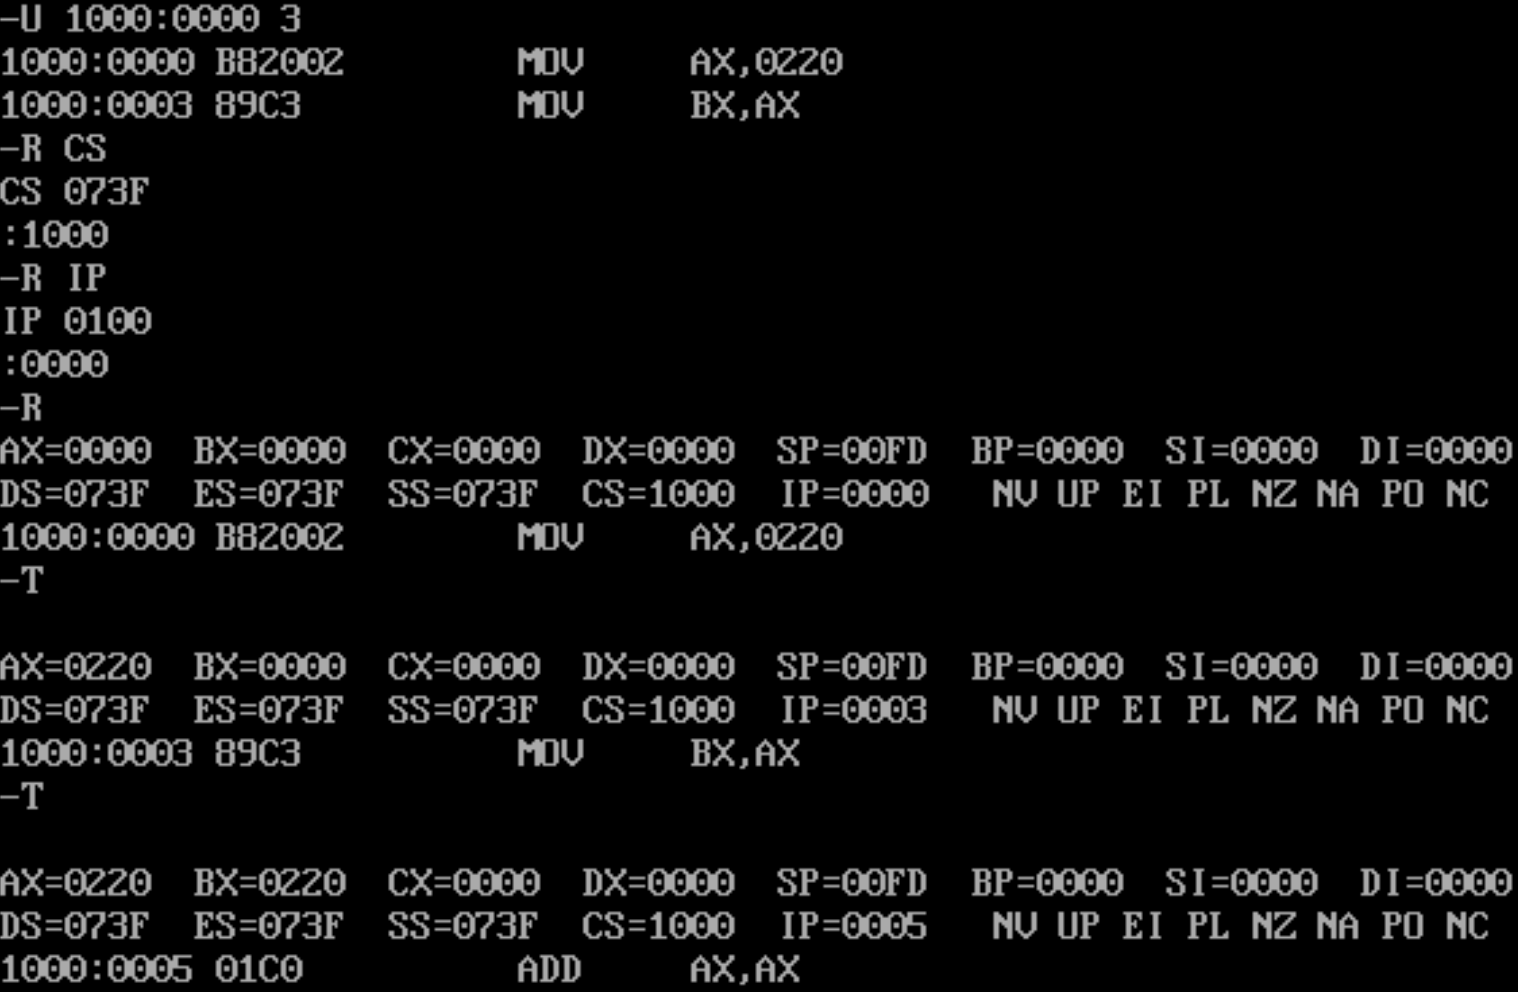 -U 1000:0000 3
1000:0000 B82002 MOV AX,0220
1000:0003 89C3 MOV BX,AX
-R CS
CS 073F
:1000
-R IP
IP 0100
:0000
-R
AX=0000 BX=0000 CX=0000 DX=0000 SP=00FD BP=0000 SI=0000 DI=0000
DS=073F ES=073F SS=073F CS=1000 IP=0000 NV UP EI PL NZ NA PO NC
1000:0000 B82002 MOV AX,0220
-T
AX=0220 BX=0000 CX=0000 DX=0000 SP=00FD BP=0000 SI=0000 DI=0000
DS=073F ES=073F SS=073F CS=1000 IP=0003 NV UP EI PL NZ NA PO NC
1000:0003 89C3 MOV BX,AX
-T
AX=0220 BX=0220 CX=0000 DX=0000 SP=00FD BP=0000 SI=0000 DI=0000
DS=073F ES=073F SS=073F CS=1000 IP=0005 NV UP EI PL NZ NA PO NC
1000:0005 01C0 ADD AX,AX